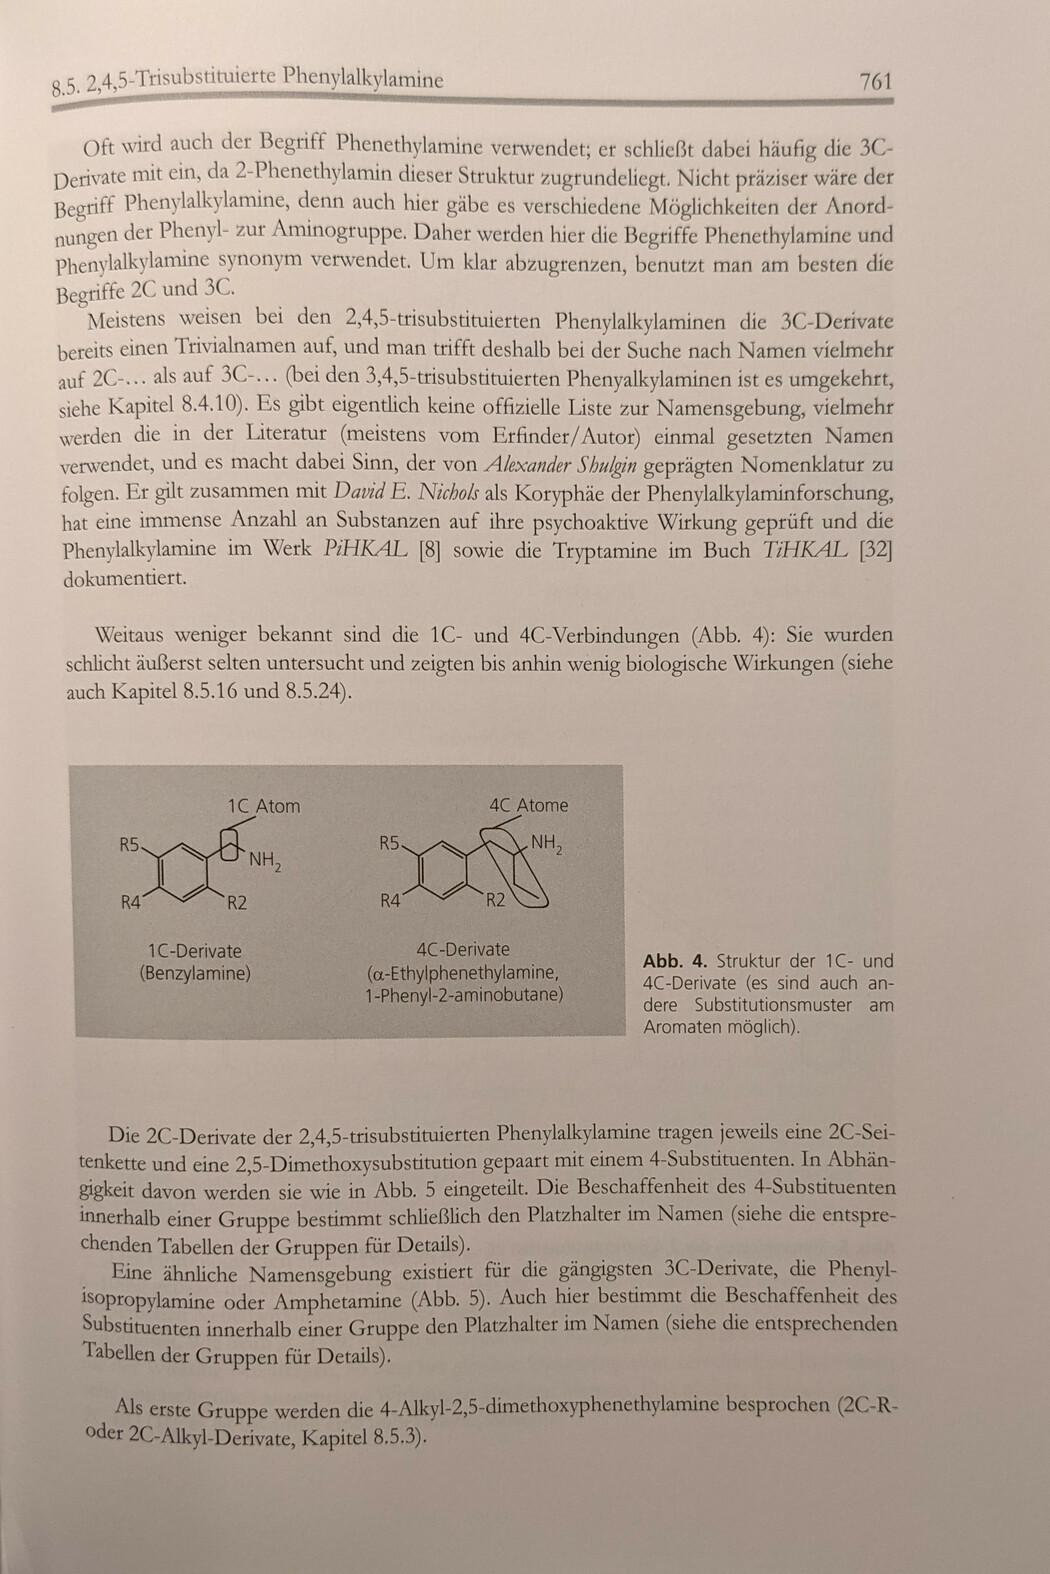 8.5. 2,4,5-Trisubstituierte Phenylalkylamine 761
Oft wird auch der Begriff Phenethylamine verwendet; er schließt dabei häufig die 3C-
Derivate mit ein, da 2-Phenethylamin dieser Struktur zugrundeliegt. Nicht präziser wäre der
Begriff Phenylalkylamine, denn auch hier gäbe es verschiedene Möglichkeiten der Anord-
nungen der Phenyl- zur Aminogruppe. Daher werden hier die Begriffe Phenethylamine und
Phenylalkylamine synonym verwendet. Um klar abzugrenzen, benutzt man am besten die
Begriffe 2C und 3C.
Meistens weisen bei den 2,4,5-trisubstituierten Phenylalkylaminen die 3C-Derivate
bereits einen Trivialnamen auf, und man trifft deshalb bei der Suche nach Namen vielmehr
auf 2C-... als auf 3C-... (bei den 3,4,5-trisubstituierten Phenyalkylaminen ist es umgekehrt,
siehe Kapitel 8.4.10). Es gibt eigentlich keine offizielle Liste zur Namensgebung, vielmehr
werden die in der Literatur (meistens vom Erfinder/Autor) einmal gesetzten Namen
verwendet, und es macht dabei Sinn, der von Alexander Shulgin geprägten Nomenklatur zu
folgen. Er gilt zusammen mit David E. Nichols als Koryphäe der Phenylalkylaminforschung,
hat eine immense Anzahl an Substanzen auf ihre psychoaktive Wirkung geprüft und die
Phenylalkylamine im Werk PiHKAL [8] sowie die Tryptamine im Buch TiHKAL [32]
dokumentiert.
Weitaus weniger bekannt sind die 1C- und 4C-Verbindungen (Abb. 4): Sie wurden
schlicht äußerst selten untersucht und zeigten bis anhin wenig biologische Wirkungen (siehe
auch Kapitel 8.5.16 und 8.5.24).
1C Atom
R5
NH2
R4
R2
1C-Derivate
(Benzylamine)
4C Atome
R5
NH2
R4
R2
4C-Derivate
(α-Ethylphenethylamine,
1-Phenyl-2-aminobutane)
Abb. 4. Struktur der 1C- und
4C-Derivate (es sind auch an-
dere Substitutionsmuster am
Aromaten möglich).
Die 2C-Derivate der 2,4,5-trisubstituierten Phenylalkylamine tragen jeweils eine 2C-Sei-
tenkette und eine 2,5-Dimethoxysubstitution gepaart mit einem 4-Substituenten. In Abhän-
gigkeit davon werden sie wie in Abb. 5 eingeteilt. Die Beschaffenheit des 4-Substituenten
innerhalb einer Gruppe bestimmt schließlich den Platzhalter im Namen (siehe die entspre-
chenden Tabellen der Gruppen für Details).
Eine ähnliche Namensgebung existiert für die gängigsten 3C-Derivate, die Phenyl-
isopropylamine oder Amphetamine (Abb. 5). Auch hier bestimmt die Beschaffenheit des
Substituenten innerhalb einer Gruppe den Platzhalter im Namen (siehe die entsprechenden
Tabellen der Gruppen für Details).
Als erste Gruppe werden die 4-Alkyl-2,5-dimethoxyphenethylamine besprochen (2C-R-
oder 2C-Alkyl-Derivate, Kapitel 8.5.3).